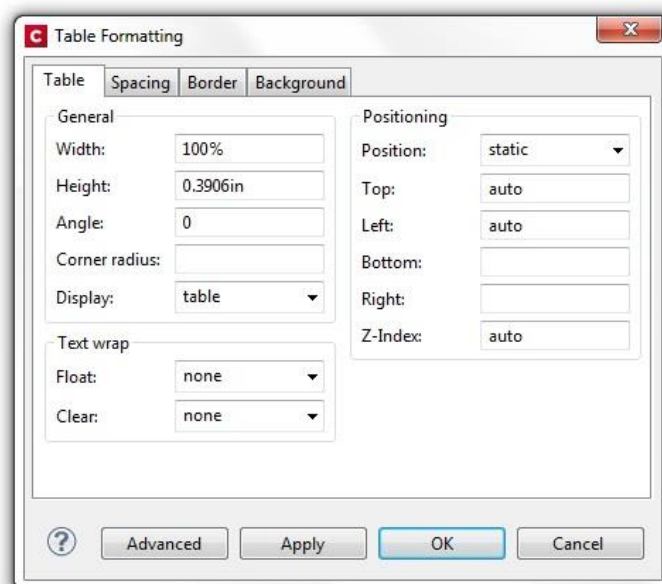 C Table Formatting
Table Spacing Border Background
General
Width: 100%
Height: 0.3906in
Angle: 0
Corner radius:
Display: table
Text wrap
Float: none
Clear: none
Positioning
Position: static
Top: auto
Left: auto
Bottom:
Right:
Z-Index: auto
? Advanced Apply OK Cancel